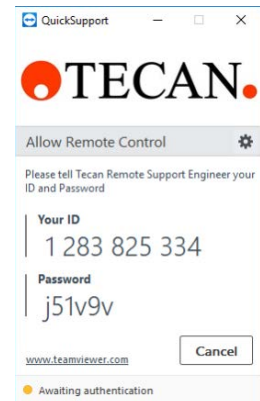 QuickSupport
TECAN.
Allow Remote Control
Please tell Tecan Remote Support Engineer your
ID and Password
Your ID
1 283 825 334
Password
j51v9v
www.teamviewer.com
Cancel
Awaiting authentication